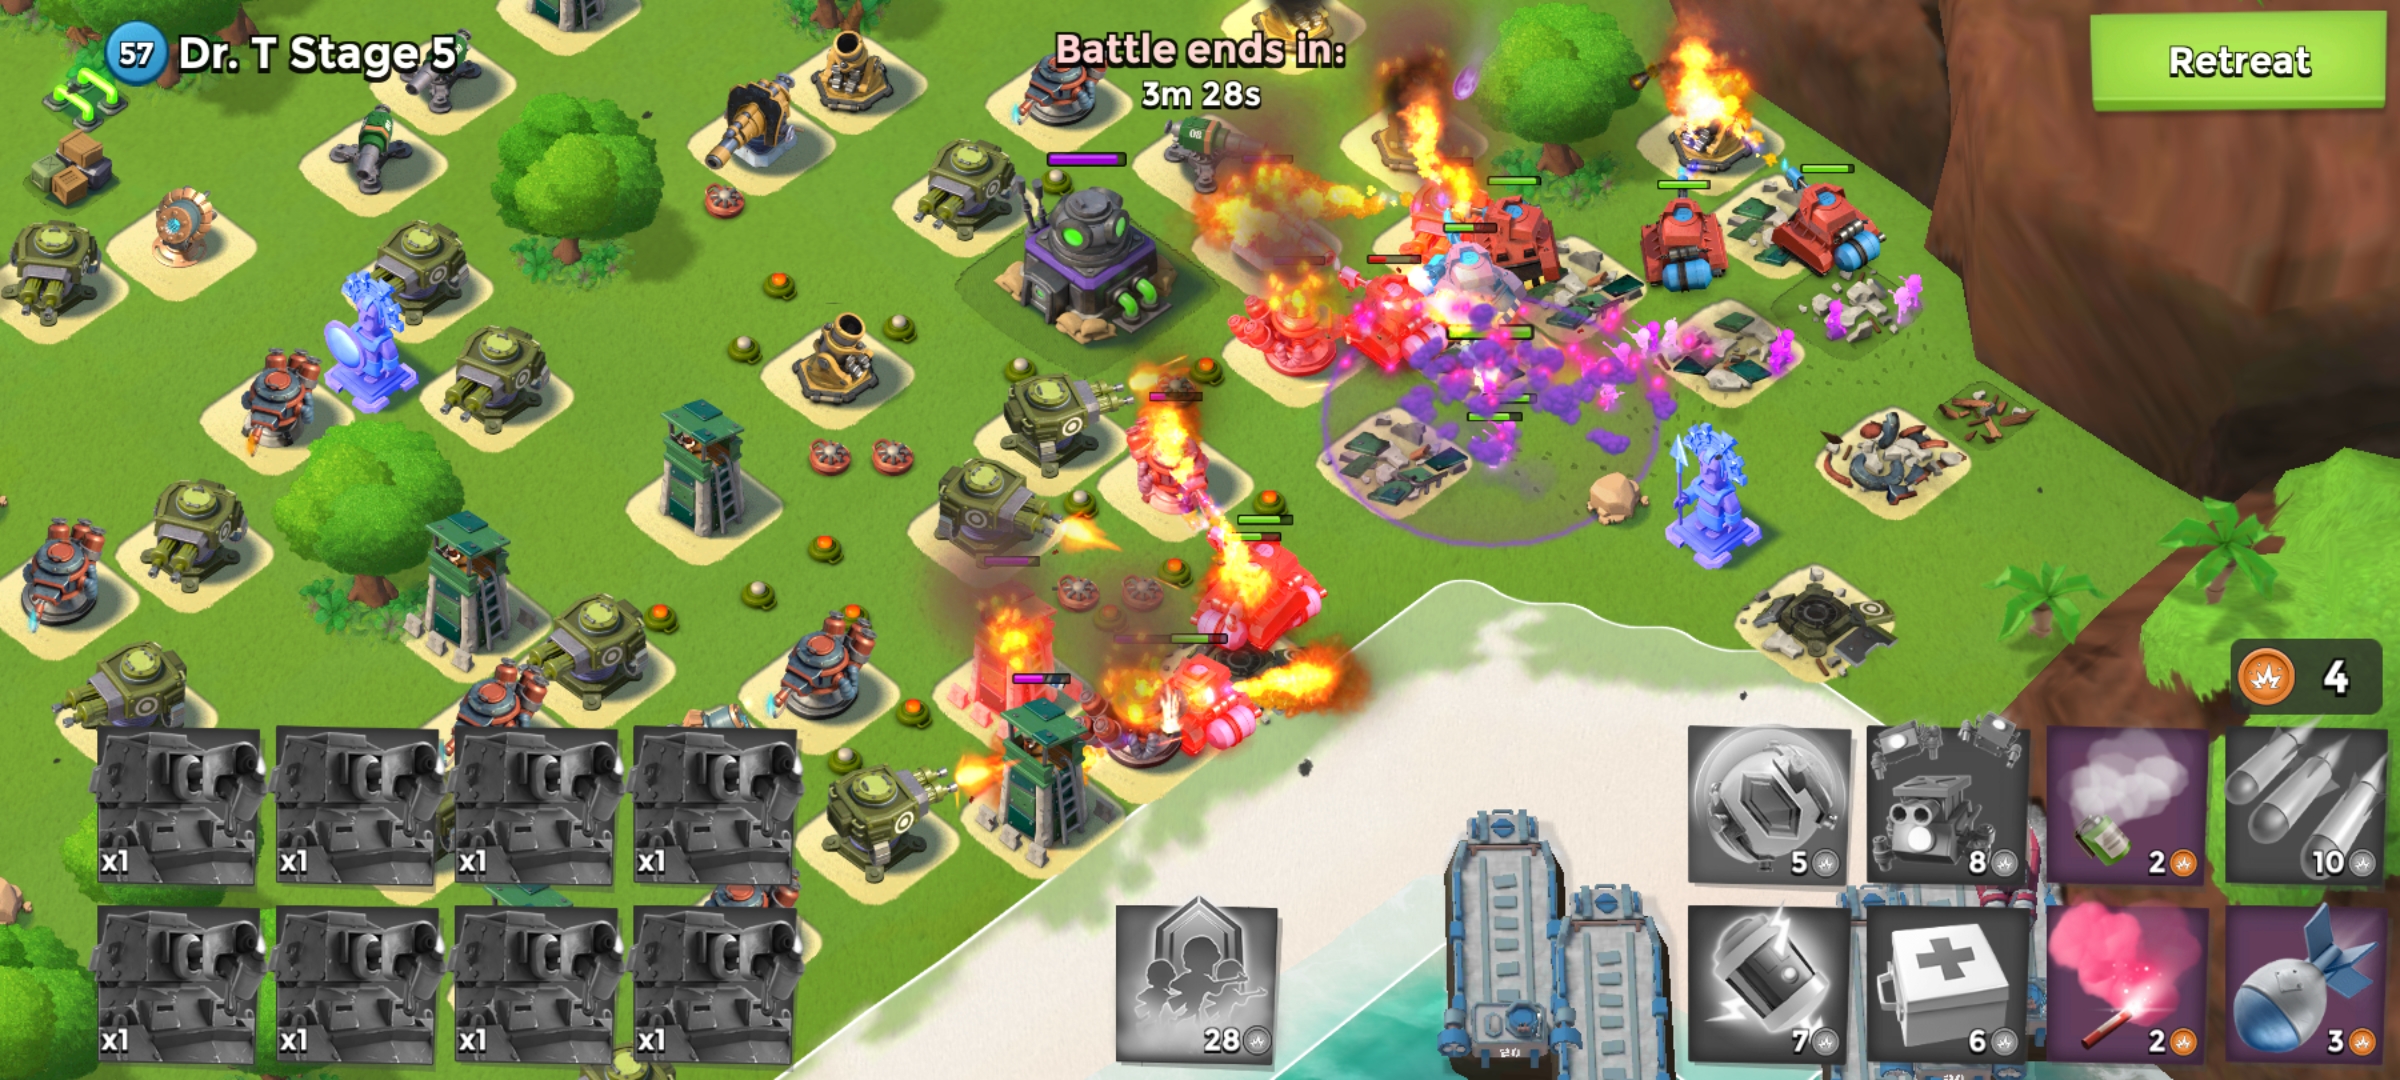 57 Dr. T Stage 5
Battle ends in:
3m 28s
Retreat
08
4
x1 x1 x1 x1
5 8 2 10
x1 x1 x1 x1
28
7 6 2 3